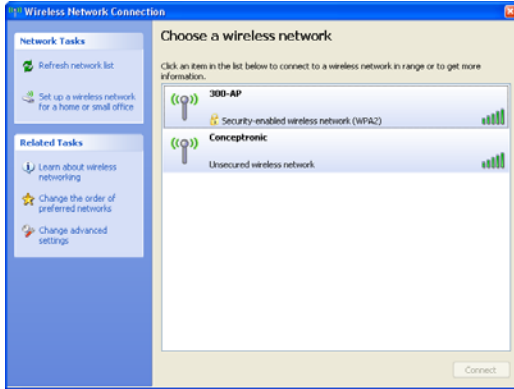 Wireless Network Connection
Network Tasks
Refresh network list
Set up a wireless network
for a home or small office
Related Tasks
Learn about wireless
networking
Change the order of
preferred networks
Change advanced
settings
Choose a wireless network
Click an item in the list below to connect to a wireless network in range or to get more
information.
300-AP
Security-enabled wireless network (WPA2)
Conceptronic
Unsecured wireless network
Connect